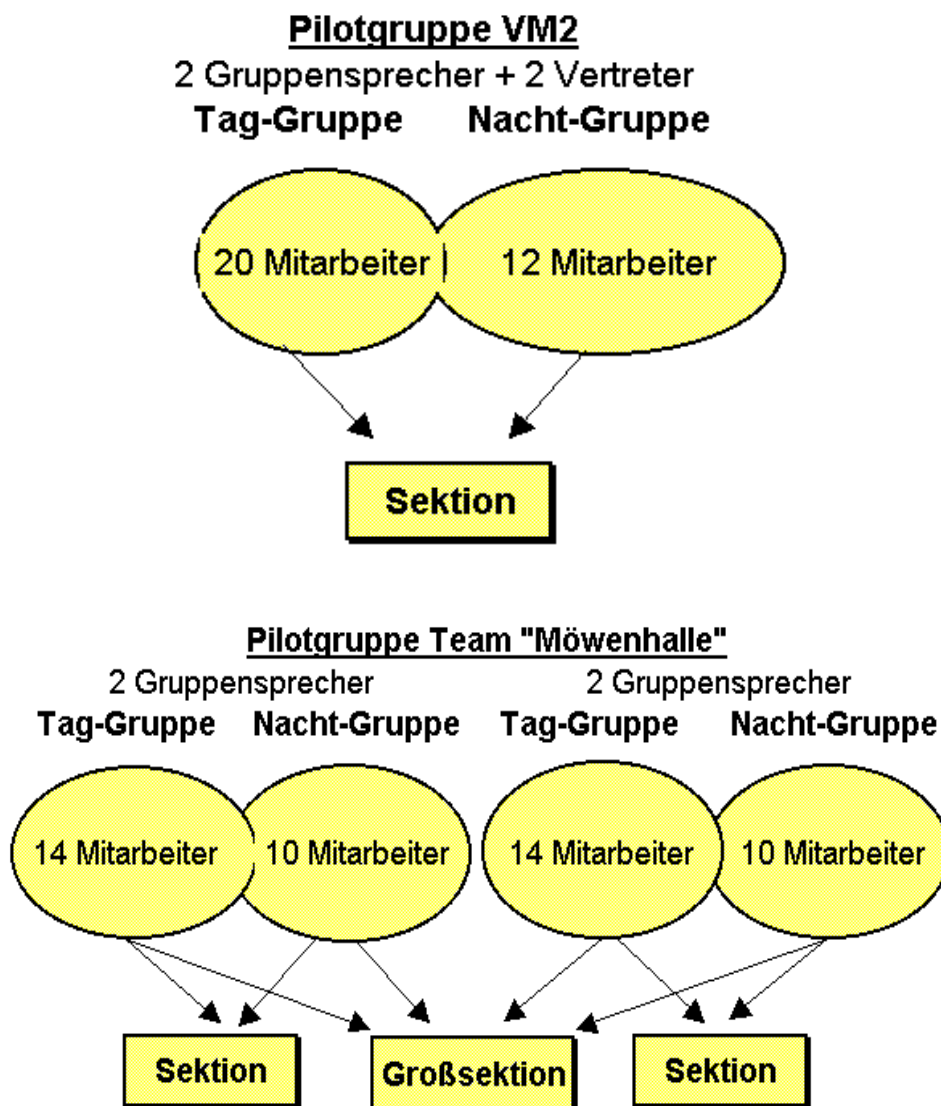 Pilotgruppe VM2
2 Gruppensprecher + 2 Vertreter
Tag-Gruppe Nacht-Gruppe
20 Mitarbeiter 12 Mitarbeiter
Sektion
Pilotgruppe Team "Möwenhalle"
2 Gruppensprecher 2 Gruppensprecher
Tag-Gruppe Nacht-Gruppe Tag-Gruppe Nacht-Gruppe
14 Mitarbeiter 10 Mitarbeiter 14 Mitarbeiter 10 Mitarbeiter
Sektion Großsektion Sektion